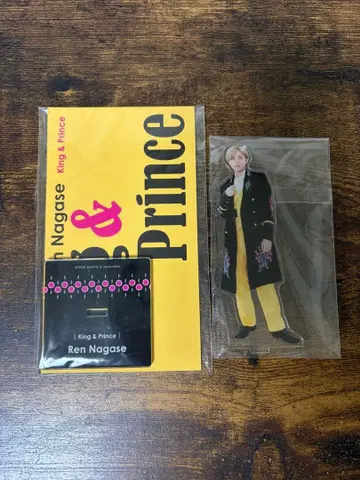 Ren Nagase King & Prince
& Prince
| King & Prince |
Ren Nagase